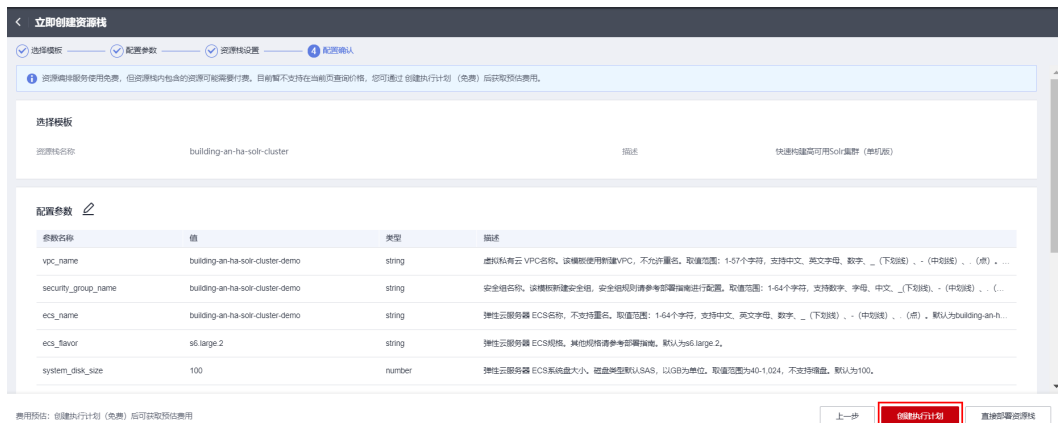 < 立即创建资源栈
选择模板 配置参数 资源栈设置 4 配置确认
资源编排服务使用免费，但资源栈内包含的资源可能需要付费。目前暂不支持在当前页查询价格，您可通过 创建执行计划 （免费）后获取预估费用。
选择模板
资源栈名称 building-an-ha-solr-cluster 描述 快速构建高可用Solr集群（单机版）
配置参数
参数名称 值 类型 描述
vpc_name building-an-ha-solr-cluster-demo string 虚拟私有云 VPC名称。该模板使用新建VPC，不允许重名。取值范围：1-57个字符，支持中文、英文字母、数字、_（下划线）、-（中划线）、.（点）。...
security_group_name building-an-ha-solr-cluster-demo string 安全组名称。该模板新建安全组，安全组规则请参考部署指南进行配置。取值范围：1-64个字符，支持数字、字母、中文、_(下划线)、-（中划线）、.（...
ecs_name building-an-ha-solr-cluster-demo string 弹性云服务器 ECS名称，不支持重名。取值范围：1-64个字符，支持中文、英文字母、数字、_（下划线）、-（中划线）、.（点）。默认为building-an-h...
ecs_flavor s6.large.2 string 弹性云服务器 ECS规格。其他规格请参考部署指南。默认为s6.large.2。
system_disk_size 100 number 弹性云服务器 ECS系统盘大小。磁盘类型默认SAS，以GB为单位。取值范围为40-1,024，不支持缩盘。默认为100。
费用预估：创建执行计划（免费）后可获取预估费用 上一步 创建执行计划 直接部署资源栈